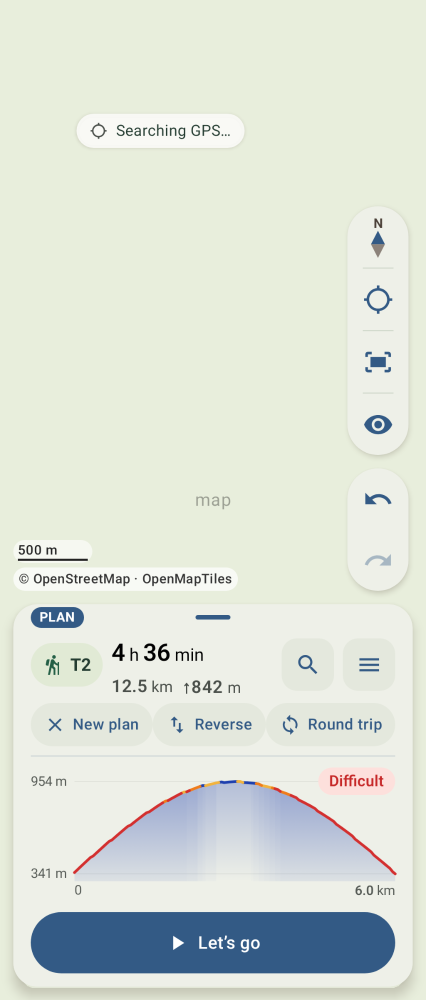 Searching GPS…
N
map
500 m
© OpenStreetMap · OpenMapTiles
PLAN
T2
4 h 36 min
12.5 km ↑842 m
New plan
Reverse
Round trip
954 m
Difficult
341 m
0
6.0 km
Let’s go